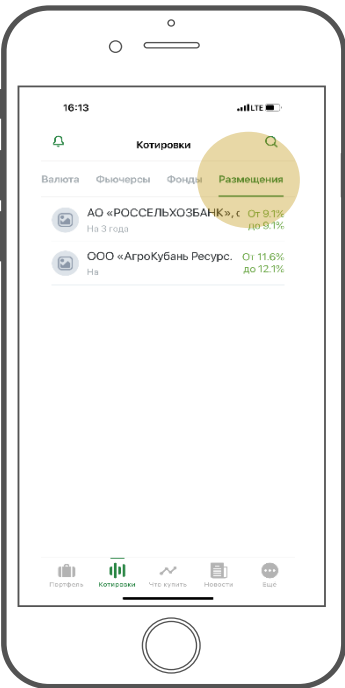 16:13 LTE
Котировки
Валюта Фьючерсы Фонды Размещения
АО «РОССЕЛЬХОЗБАНК», с От 9.1%
На 3 года до 9.1%
ООО «АгроКубань Ресурс. От 11.6%
На до 12.1%
Портфель Котировки Что купить Новости Еще